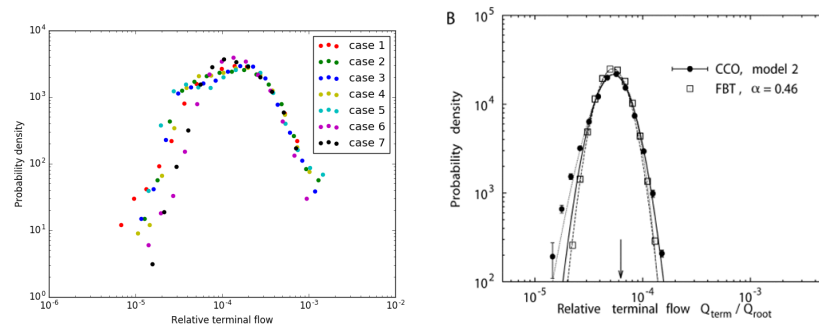 10^4
10^3
10^2
10^1
10^0
Probability density
case 1
case 2
case 3
case 4
case 5
case 6
case 7
10^-6
10^-5
10^-4
10^-3
10^-2
Relative terminal flow
B
10^5
10^4
10^3
10^2
Probability density
CCO, model 2
FBT , α = 0.46
10^-5
10^-4
10^-3
Relative terminal flow Q_term / Q_root